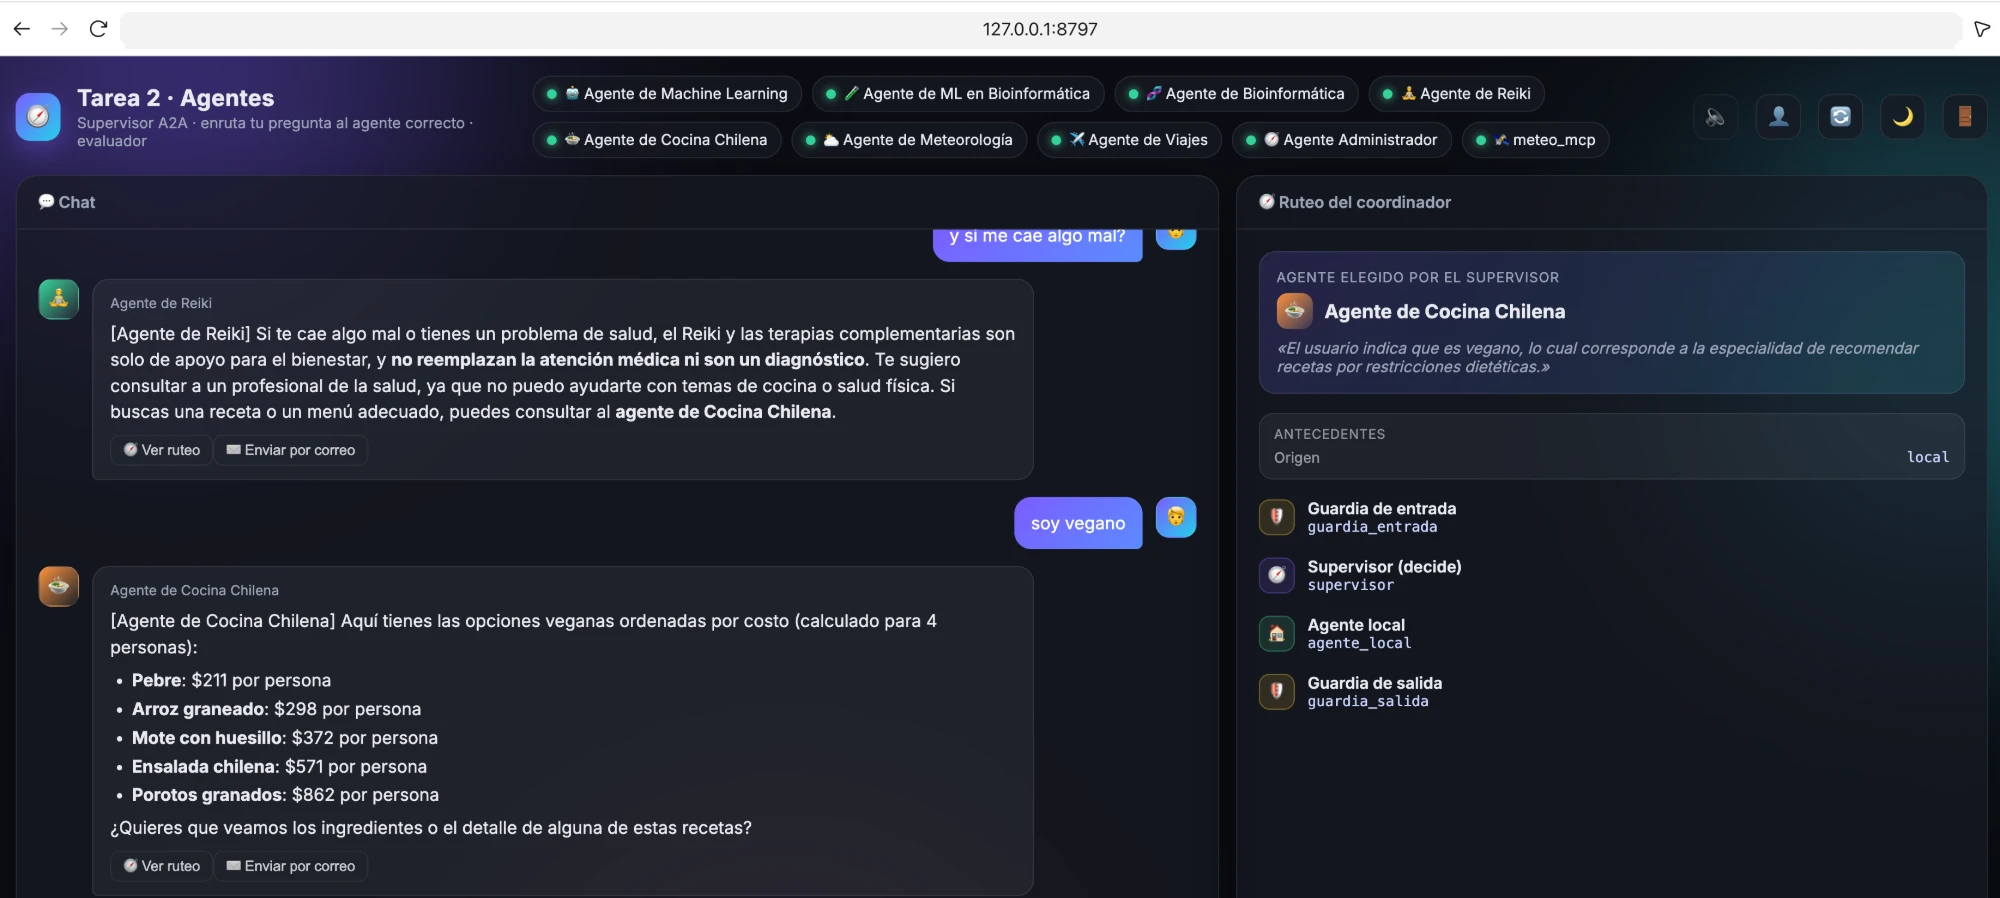 127.0.0.1:8797
Tarea 2 · Agentes
Supervisor A2A · enruta tu pregunta al agente correcto ·
evaluador
Agente de Machine Learning
Agente de ML en Bioinformática
Agente de Bioinformática
Agente de Reiki
Agente de Cocina Chilena
Agente de Meteorología
Agente de Viajes
Agente Administrador
meteo_mcp
Chat
y si me cae algo mal?
Agente de Reiki
[Agente de Reiki] Si te cae algo mal o tienes un problema de salud, el Reiki y las terapias complementarias son
solo de apoyo para el bienestar, y no reemplazan la atención médica ni son un diagnóstico. Te sugiero
consultar a un profesional de la salud, ya que no puedo ayudarte con temas de cocina o salud física. Si
buscas una receta o un menú adecuado, puedes consultar al agente de Cocina Chilena.
Ver ruteo
Enviar por correo
soy vegano
Agente de Cocina Chilena
[Agente de Cocina Chilena] Aquí tienes las opciones veganas ordenadas por costo (calculado para 4
personas):
• Pebre: $211 por persona
• Arroz graneado: $298 por persona
• Mote con huesillo: $372 por persona
• Ensalada chilena: $571 por persona
• Porotos granados: $862 por persona
¿Quieres que veamos los ingredientes o el detalle de alguna de estas recetas?
Ver ruteo
Enviar por correo
Ruteo del coordinador
AGENTE ELEGIDO POR EL SUPERVISOR
Agente de Cocina Chilena
«El usuario indica que es vegano, lo cual corresponde a la especialidad de recomendar
recetas por restricciones dietéticas.»
ANTECEDENTES
Origen
local
Guardia de entrada
guardia_entrada
Supervisor (decide)
supervisor
Agente local
agente_local
Guardia de salida
guardia_salida